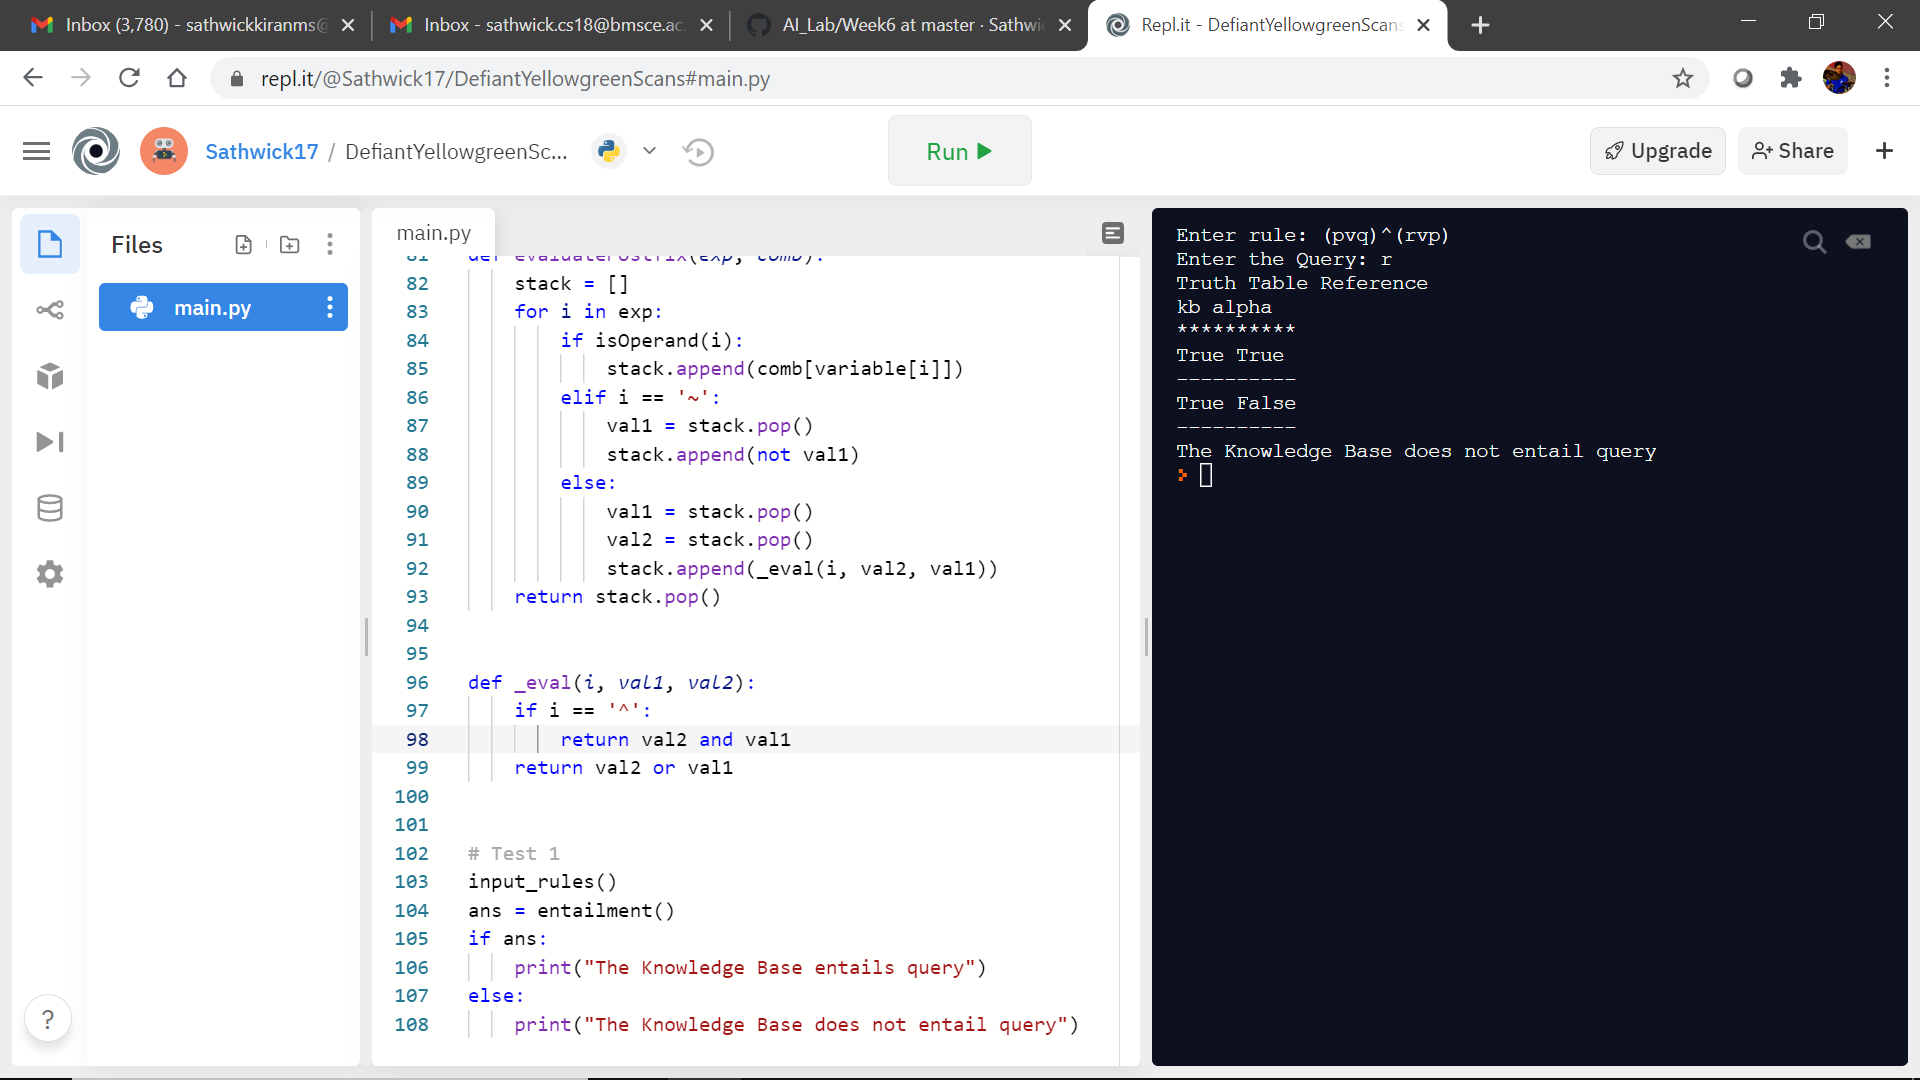 Inbox (3,780) - sathwickkiranms@
Inbox - sathwick.cs18@bmsce.ac.
AI_Lab/Week6 at master · Sathwic
Repl.it - DefiantYellowgreenScans
repl.it/@Sathwick17/DefiantYellowgreenScans#main.py
Sathwick17 / DefiantYellowgreenSc...
Run
Upgrade
Share
Files
main.py
main.py
81 def evaluatePostfix(exp, comb):
82 stack = []
83 for i in exp:
84 if isOperand(i):
85 stack.append(comb[variable[i]])
86 elif i == '~':
87 val1 = stack.pop()
88 stack.append(not val1)
89 else:
90 val1 = stack.pop()
91 val2 = stack.pop()
92 stack.append(_eval(i, val2, val1))
93 return stack.pop()
94
95
96 def _eval(i, val1, val2):
97 if i == '^':
98 return val2 and val1
99 return val2 or val1
100
101
102 # Test 1
103 input_rules()
104 ans = entailment()
105 if ans:
106 print("The Knowledge Base entails query")
107 else:
108 print("The Knowledge Base does not entail query")
Enter rule: (pvq)^(rvp)
Enter the Query: r
Truth Table Reference
kb alpha
**********
True True
----------
True False
----------
The Knowledge Base does not entail query
?